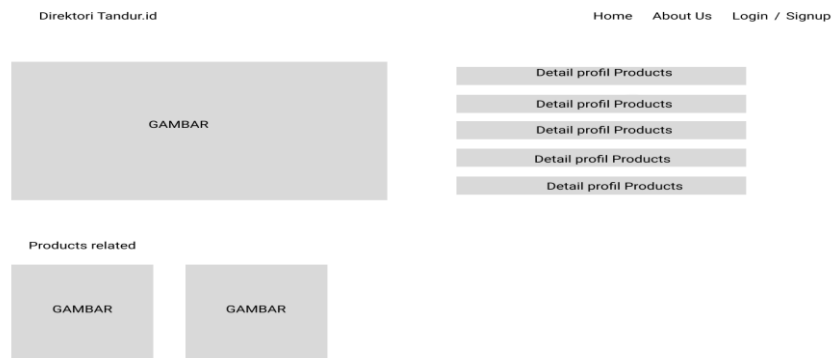 Direktori Tandur.id
Home About Us Login / Signup
GAMBAR
Detail profil Products
Detail profil Products
Detail profil Products
Detail profil Products
Detail profil Products
Products related
GAMBAR
GAMBAR